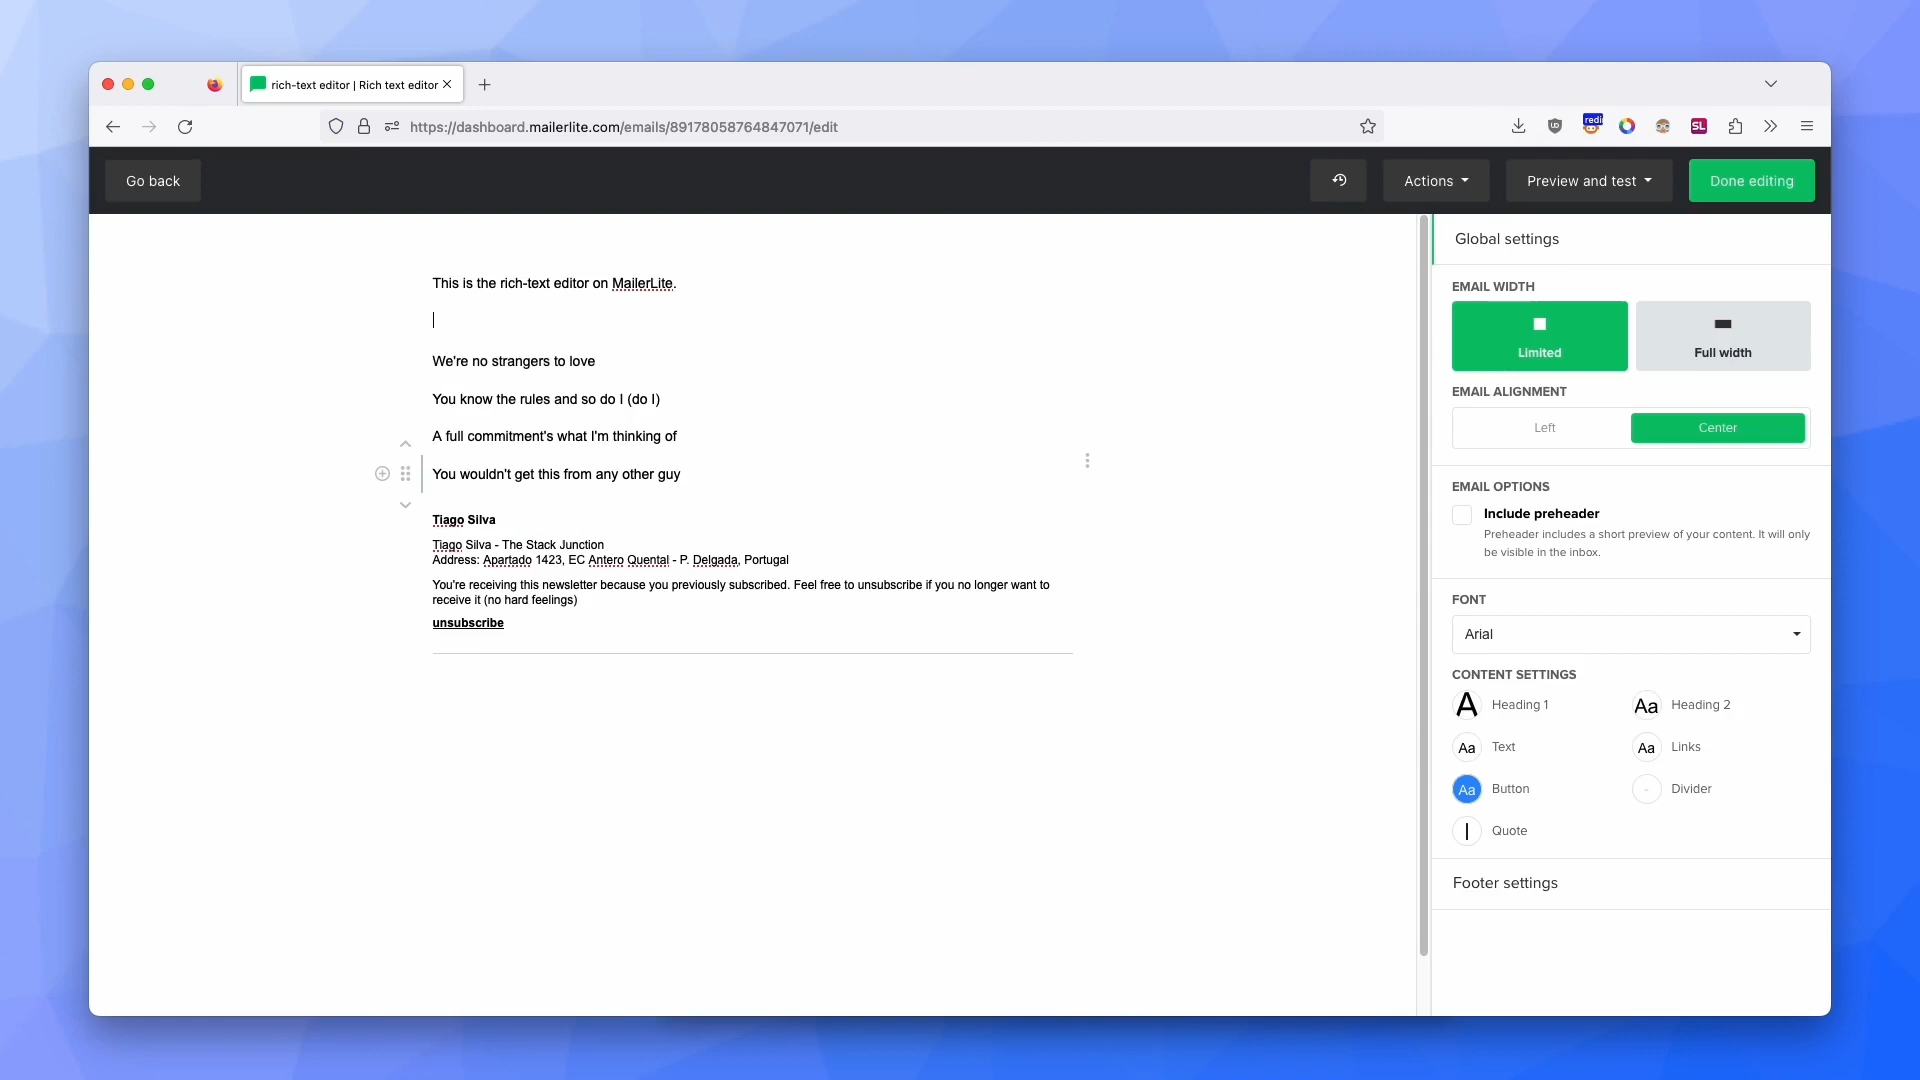 rich-text editor | Rich text editor
https://dashboard.mailerlite.com/emails/89178058764847071/edit
redi
SL
Go back
Actions
Preview and test
Done editing
This is the rich-text editor on MailerLite.
We're no strangers to love
You know the rules and so do I (do I)
A full commitment's what I'm thinking of
You wouldn't get this from any other guy
Tiago Silva
Tiago Silva - The Stack Junction
Address: Apartado 1423, EC Antero Quental - P. Delgada, Portugal
You're receiving this newsletter because you previously subscribed. Feel free to unsubscribe if you no longer want to
receive it (no hard feelings)
unsubscribe
Global settings
EMAIL WIDTH
Limited
Full width
EMAIL ALIGNMENT
Left
Center
EMAIL OPTIONS
Include preheader
Preheader includes a short preview of your content. It will only
be visible in the inbox.
FONT
Arial
CONTENT SETTINGS
A Heading 1
Aa Heading 2
Aa Text
Aa Links
Aa Button
Divider
Quote
Footer settings